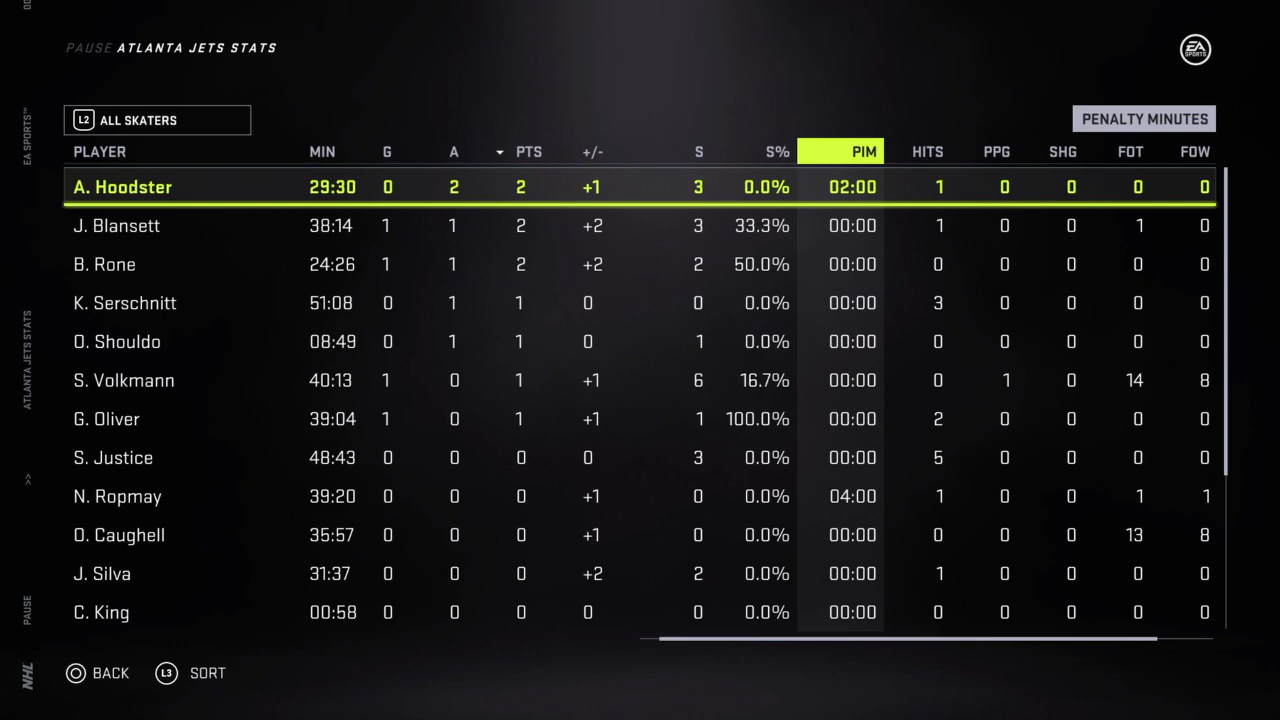 PAUSE ATLANTA JETS STATS
EA SPORTS
L2 ALL SKATERS
PENALTY MINUTES
PLAYER MIN G A PTS +/- S S% PIM HITS PPG SHG FOT FOW
A. Hoodster 29:30 0 2 2 +1 3 0.0% 02:00 1 0 0 0 0
J. Blansett 38:14 1 1 2 +2 3 33.3% 00:00 1 0 0 1 0
B. Rone 24:26 1 1 2 +2 2 50.0% 00:00 0 0 0 0 0
K. Serschnitt 51:08 0 1 1 0 0 0.0% 00:00 3 0 0 0 0
O. Shouldo 08:49 0 1 1 0 1 0.0% 00:00 0 0 0 0 0
S. Volkmann 40:13 1 0 1 +1 6 16.7% 00:00 0 1 0 14 8
G. Oliver 39:04 1 0 1 +1 1 100.0% 00:00 2 0 0 0 0
S. Justice 48:43 0 0 0 0 3 0.0% 00:00 5 0 0 0 0
N. Ropmay 39:20 0 0 0 +1 0 0.0% 04:00 1 0 0 1 1
O. Caughell 35:57 0 0 0 +1 0 0.0% 00:00 0 0 0 13 8
J. Silva 31:37 0 0 0 +2 2 0.0% 00:00 1 0 0 0 0
C. King 00:58 0 0 0 0 0 0.0% 00:00 0 0 0 0 0
BACK L3 SORT
NHL PAUSE >> ATLANTA JETS STATS EA SPORTS™